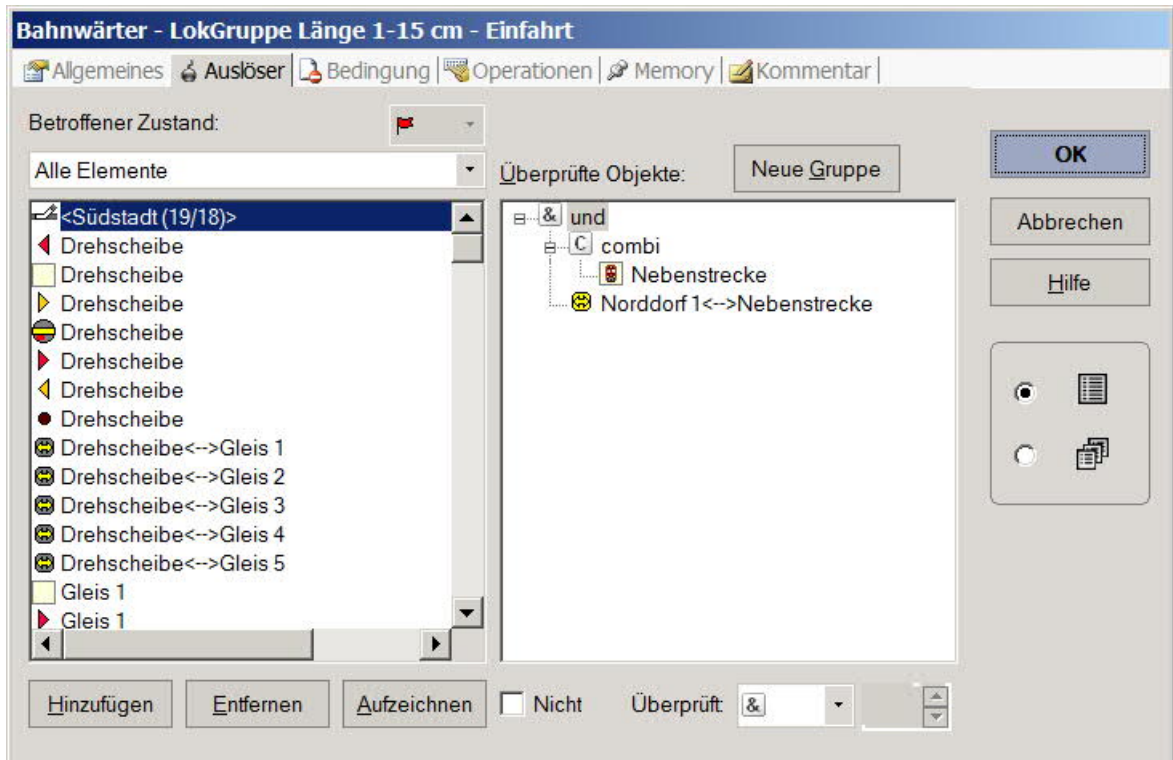 Bahnwärter - LokGruppe Länge 1-15 cm - Einfahrt
Allgemeines Auslöser Bedingung Operationen Memory Kommentar
Betroffener Zustand:
Alle Elemente
<Südstadt (19/18)>
Drehscheibe
Drehscheibe
Drehscheibe
Drehscheibe
Drehscheibe
Drehscheibe
Drehscheibe
Drehscheibe<-->Gleis 1
Drehscheibe<-->Gleis 2
Drehscheibe<-->Gleis 3
Drehscheibe<-->Gleis 4
Drehscheibe<-->Gleis 5
Gleis 1
Gleis 1
Hinzufügen Entfernen Aufzeichnen
Überprüfte Objekte: Neue Gruppe
& und
C combi
Nebenstrecke
Norddorf 1<-->Nebenstrecke
Nicht Überprüft: &
OK
Abbrechen
Hilfe